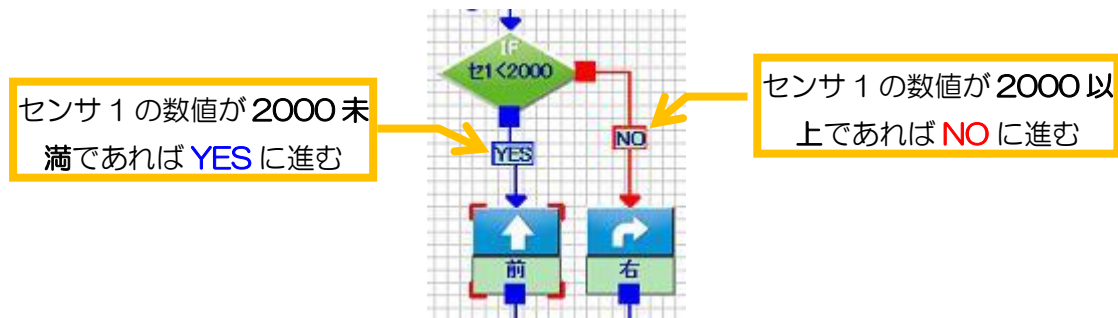 センサ1の数値が2000未
満であればYESに進む
IF
セ1<2000
YES
NO
センサ1の数値が2000以
上であればNOに進む
前
右